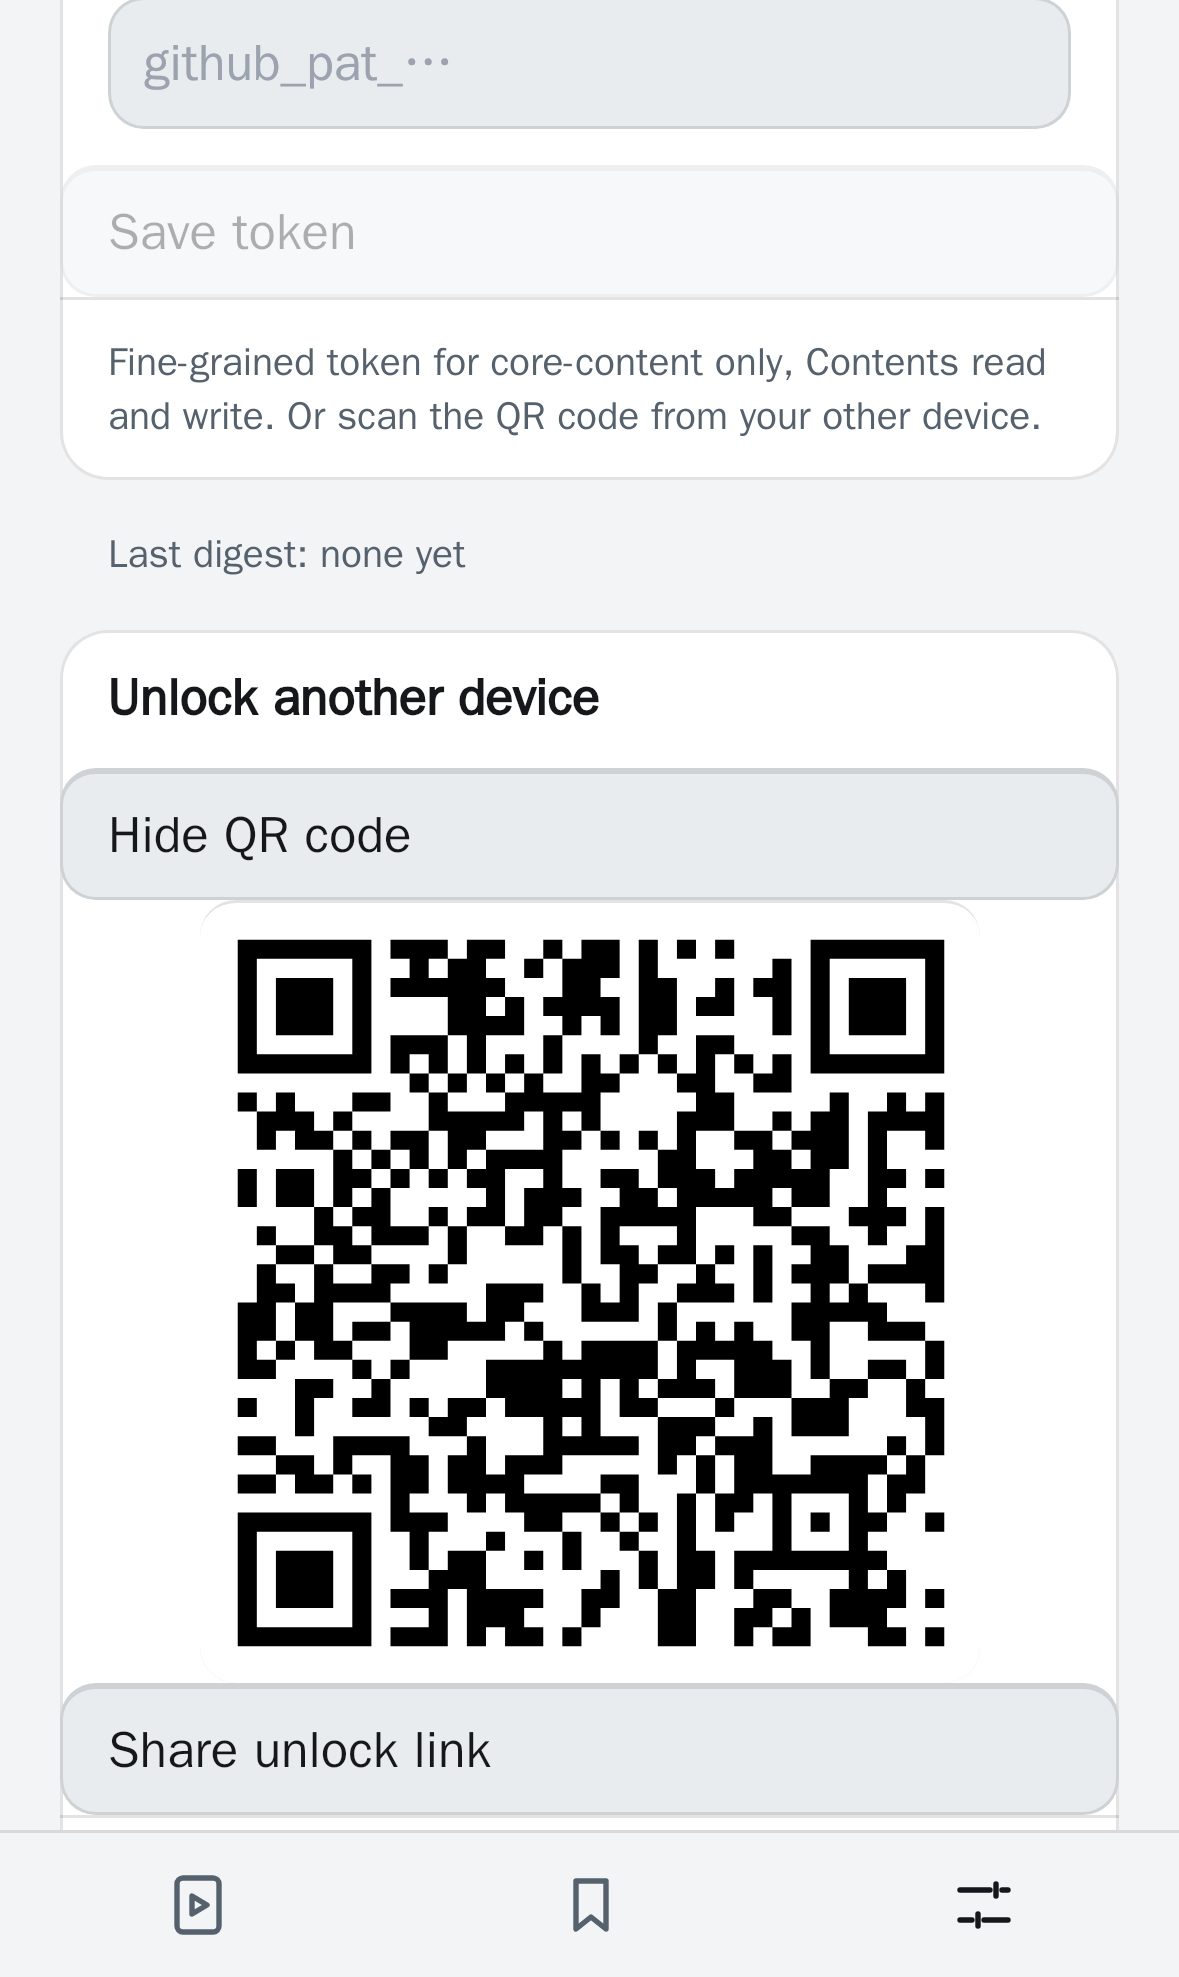 github_pat_···
Save token
Fine-grained token for core-content only, Contents read
and write. Or scan the QR code from your other device.
Last digest: none yet
Unlock another device
Hide QR code
Share unlock link